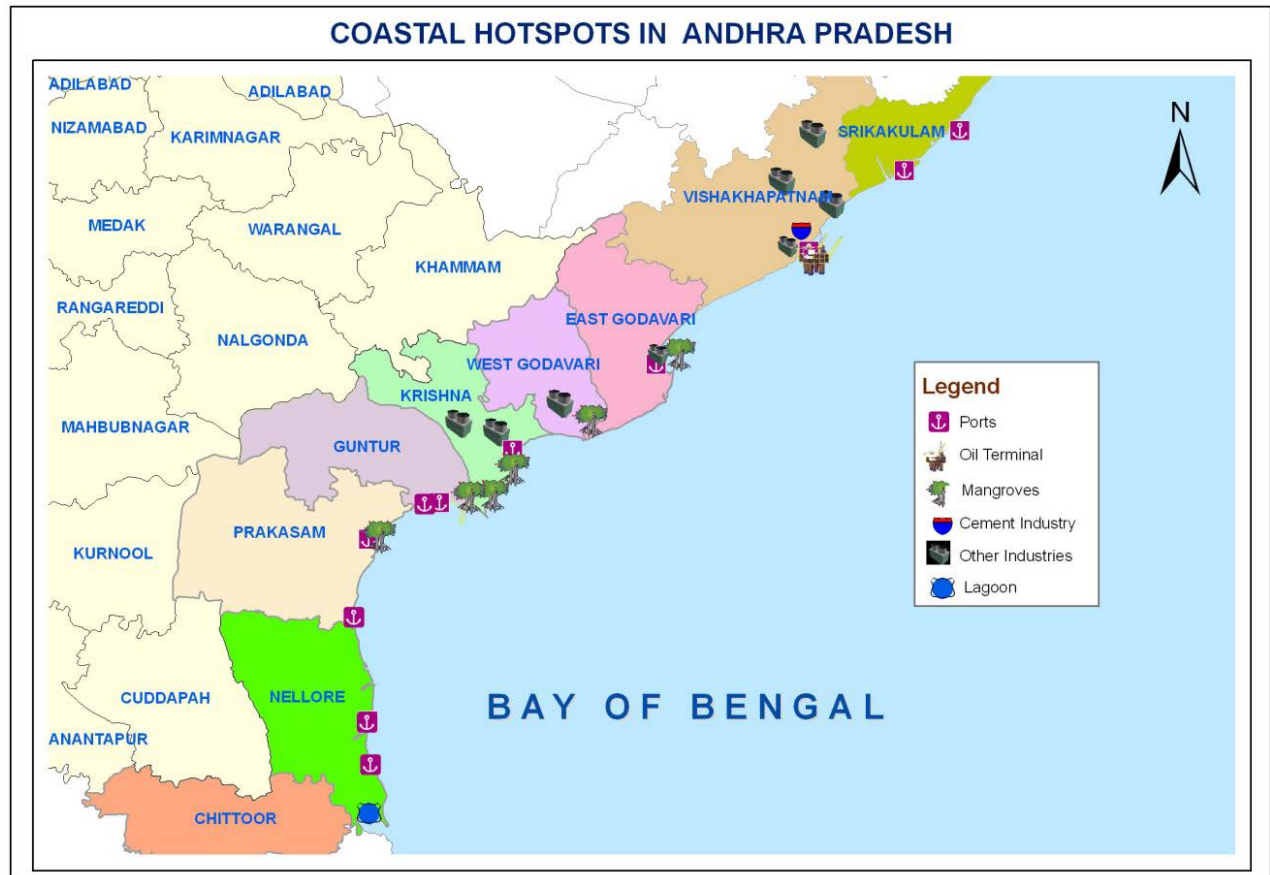 COASTAL HOTSPOTS IN ANDHRA PRADESH
ADILABAD
ADILABAD
NIZAMABAD
KARIMNAGAR
SRIKAKULAM
N
MEDAK
WARANGAL
VISHAKHAPATNAM
KHAMMAM
RANGAREDDI
NALGONDA
EAST GODAVARI
WEST GODAVARI
KRISHNA
MAHBUBNAGAR
GUNTUR
PRAKASAM
KURNOOL
Legend
Ports
Oil Terminal
Mangroves
Cement Industry
Other Industries
Lagoon
CUDDAPAH
NELLORE
BAY OF BENGAL
ANANTAPUR
CHITTOOR